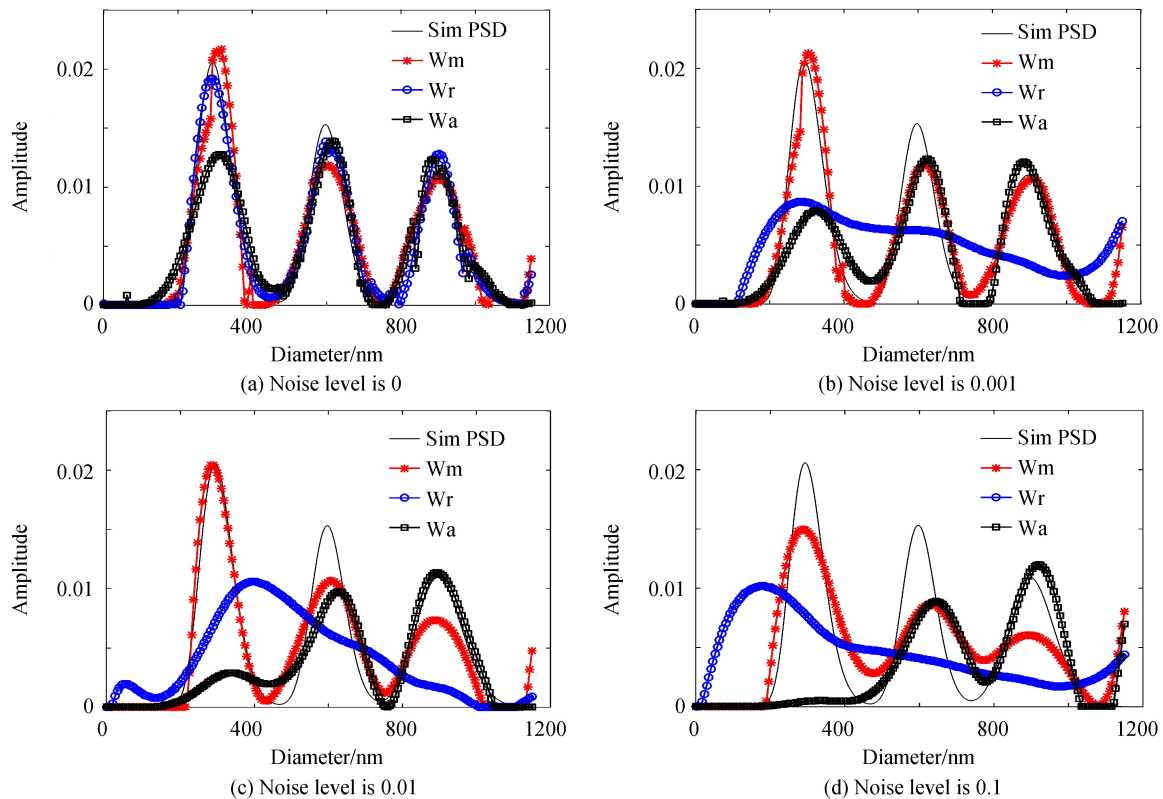 Sim PSD
Wm
Wr
Wa
0.02
0.01
0
Amplitude
0 400 800 1200
Diameter/nm
(a) Noise level is 0
Sim PSD
Wm
Wr
Wa
0.02
0.01
0
Amplitude
0 400 800 1200
Diameter/nm
(b) Noise level is 0.001
Sim PSD
Wm
Wr
Wa
0.02
0.01
0
Amplitude
0 400 800 1200
Diameter/nm
(c) Noise level is 0.01
Sim PSD
Wm
Wr
Wa
0.02
0.01
0
Amplitude
0 400 800 1200
Diameter/nm
(d) Noise level is 0.1